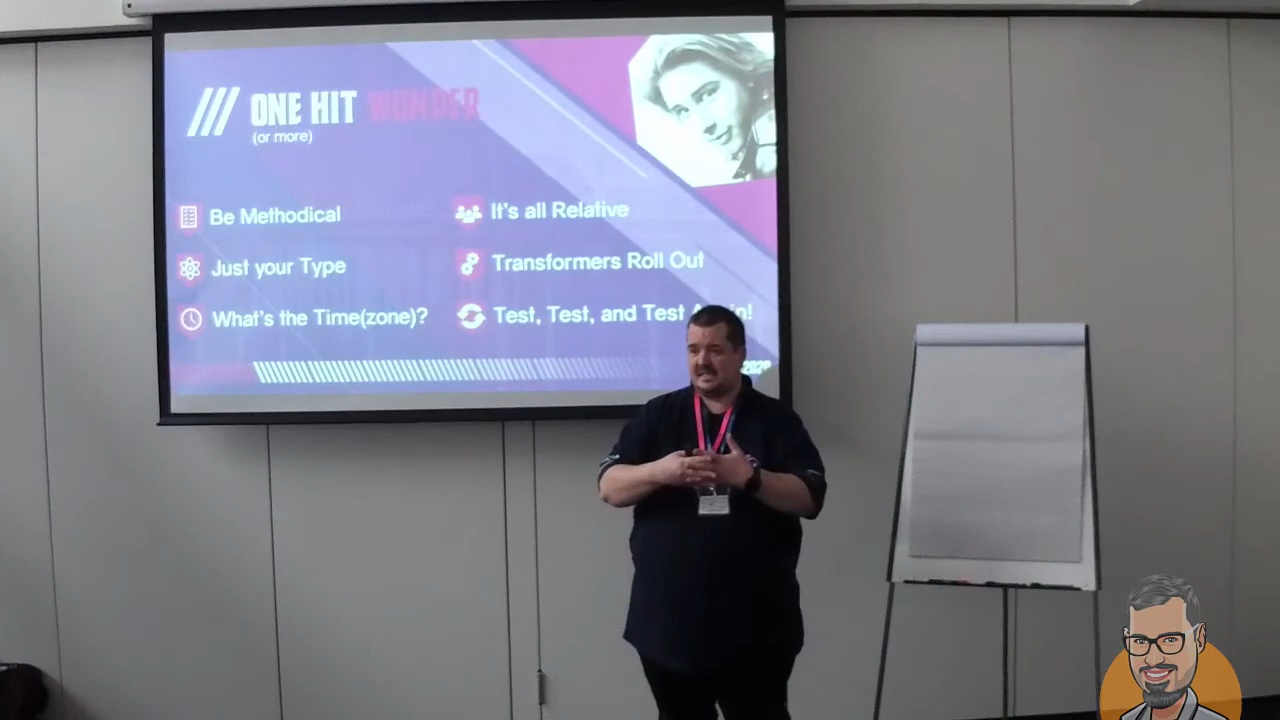 ONE HIT WONDER
(or more)
Be Methodical
Just your Type
What's the Time(zone)?
It's all Relative
Transformers Roll Out
Test, Test, and Test